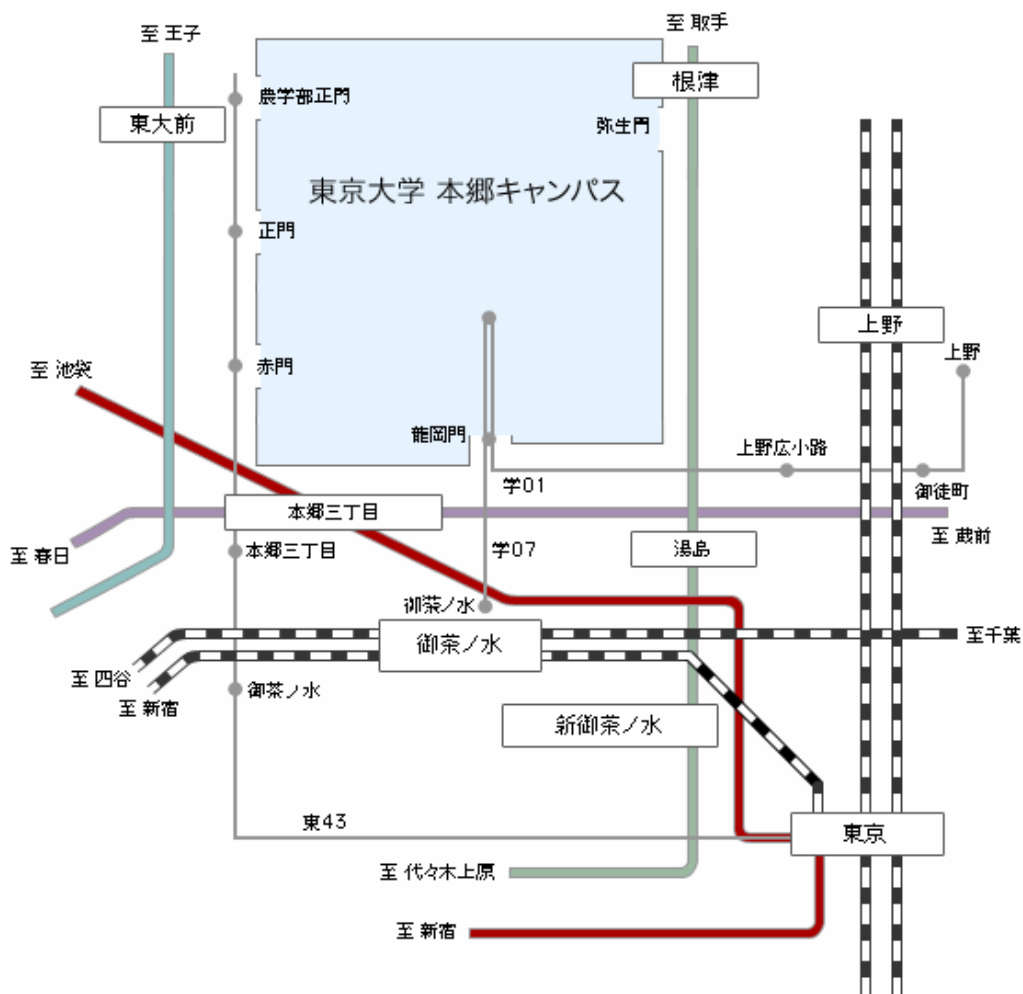 至 取手
至 王子
根津
農学部正門
東大前
弥生門
東京大学 本郷キャンパス
正門
上野
上野
赤門
至 池袋
龍岡門
上野広小路
学01
御徒町
本郷三丁目
至 蔵前
本郷三丁目
学07
湯島
至 春日
御茶ノ水
至千葉
御茶ノ水
至 四谷
御茶ノ水
至 新宿
新御茶ノ水
東43
東京
至 代々木上原
至 新宿